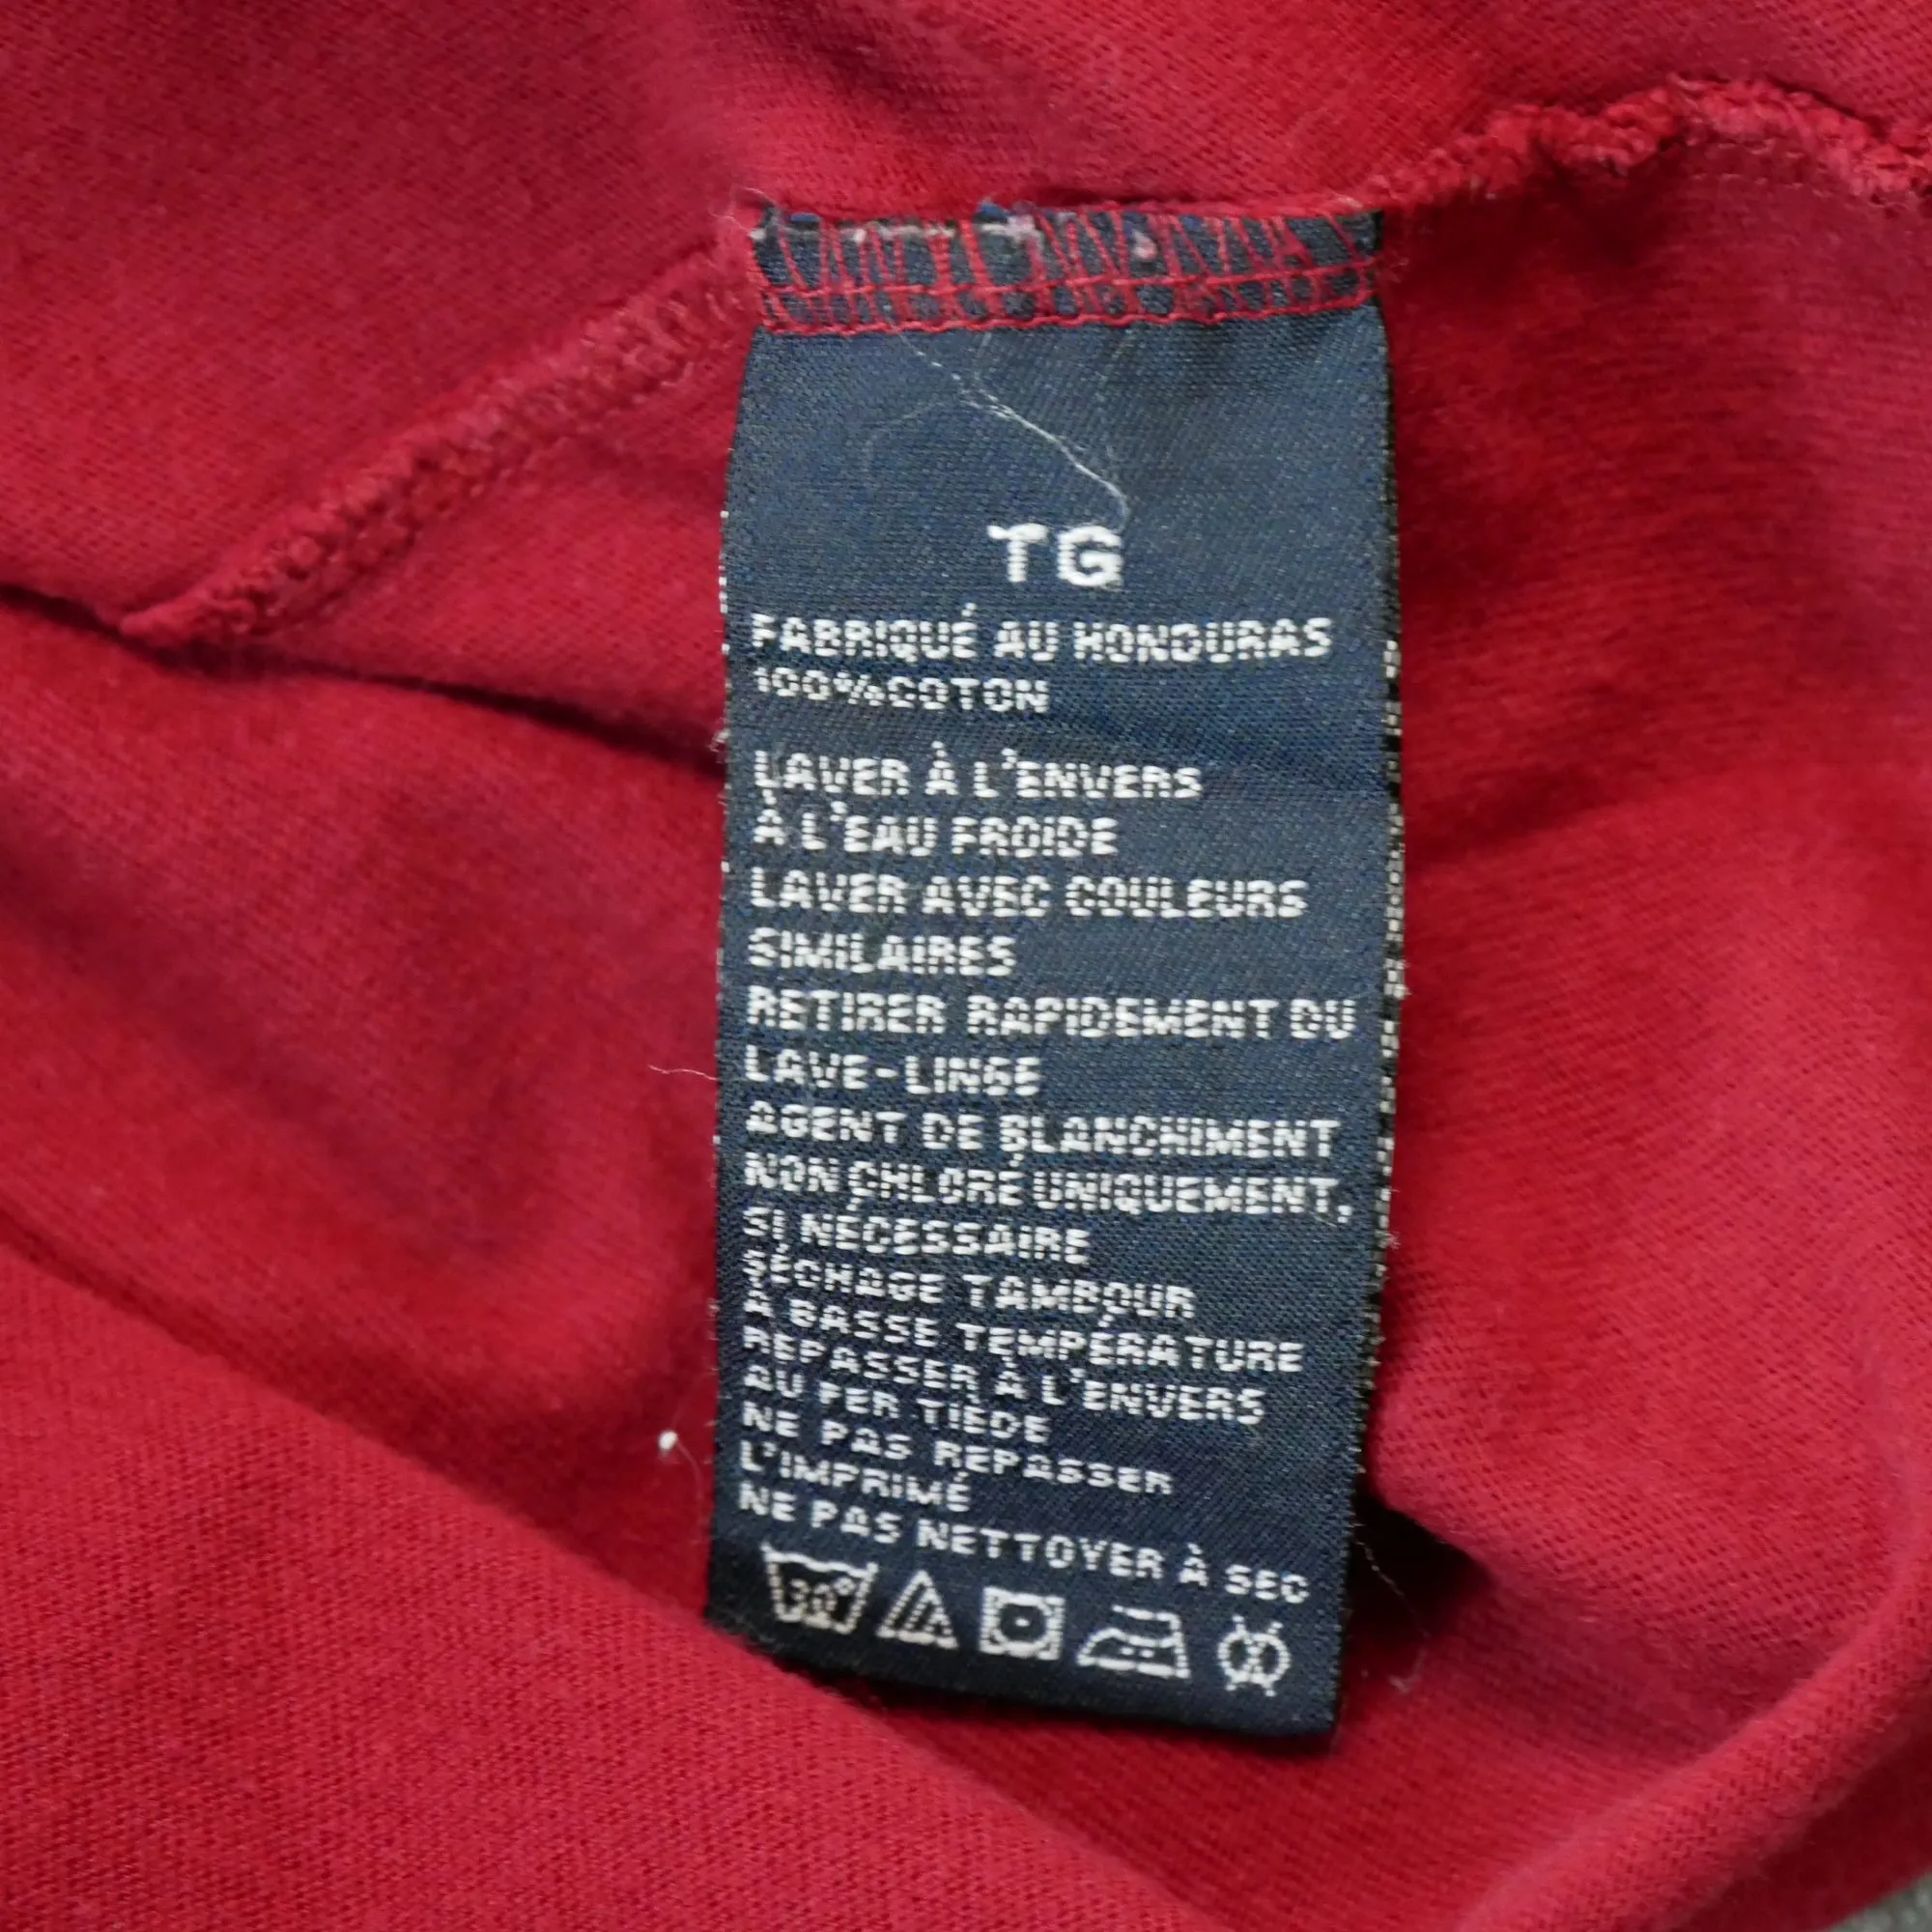 TG
FABRIQUÉ AU HONDURAS
100%COTON
LAVER À L'ENVERS
À L'EAU FROIDE
LAVER AVEC COULEURS
SIMILAIRES
RETIRER RAPIDEMENT DU
LAVE-LINGE
AGENT DE BLANCHIMENT
NON CHLORÉ UNIQUEMENT,
SI NÉCESSAIRE
SÉCHAGE TAMBOUR
À BASSE TEMPÉRATURE
REPASSER À L'ENVERS
AU FER TIÈDE
NE PAS REPASSER
L'IMPRIMÉ
NE PAS NETTOYER À SEC
30°